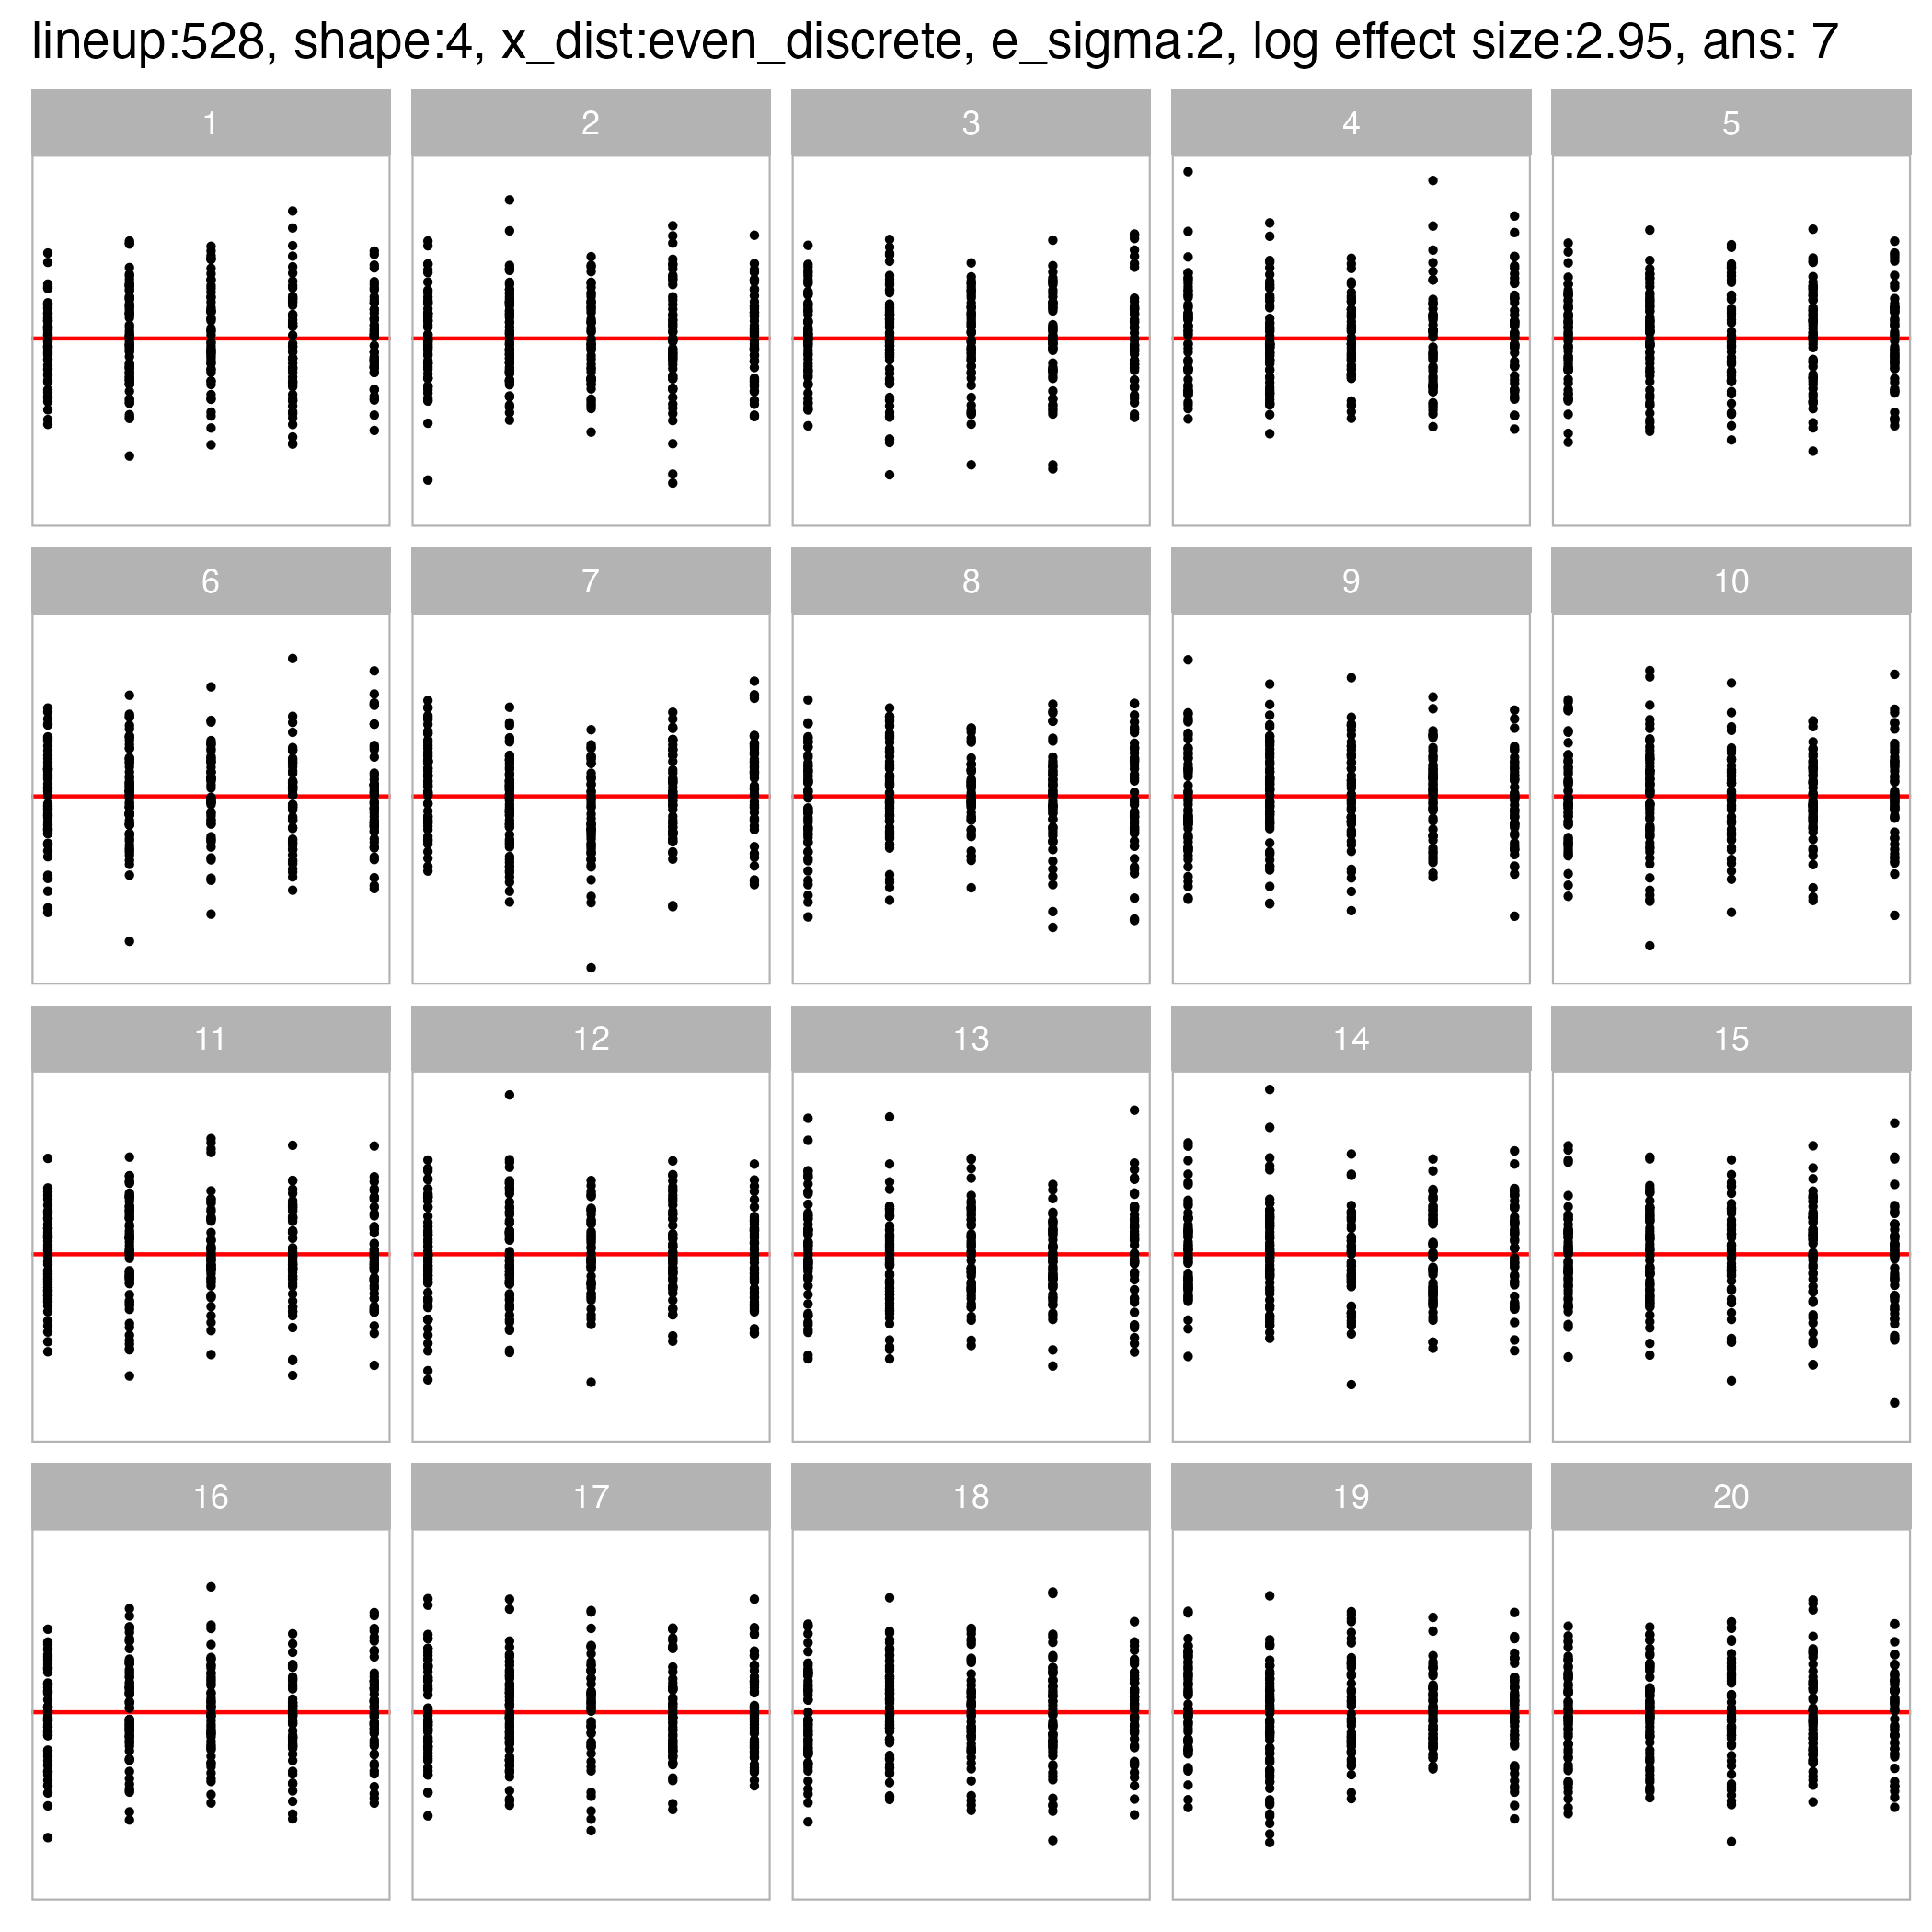 lineup:528, shape:4, x_dist:even_discrete, e_sigma:2, log effect size:2.95, ans: 7
1 2 3 4 5
6 7 8 9 10
11 12 13 14 15
16 17 18 19 20